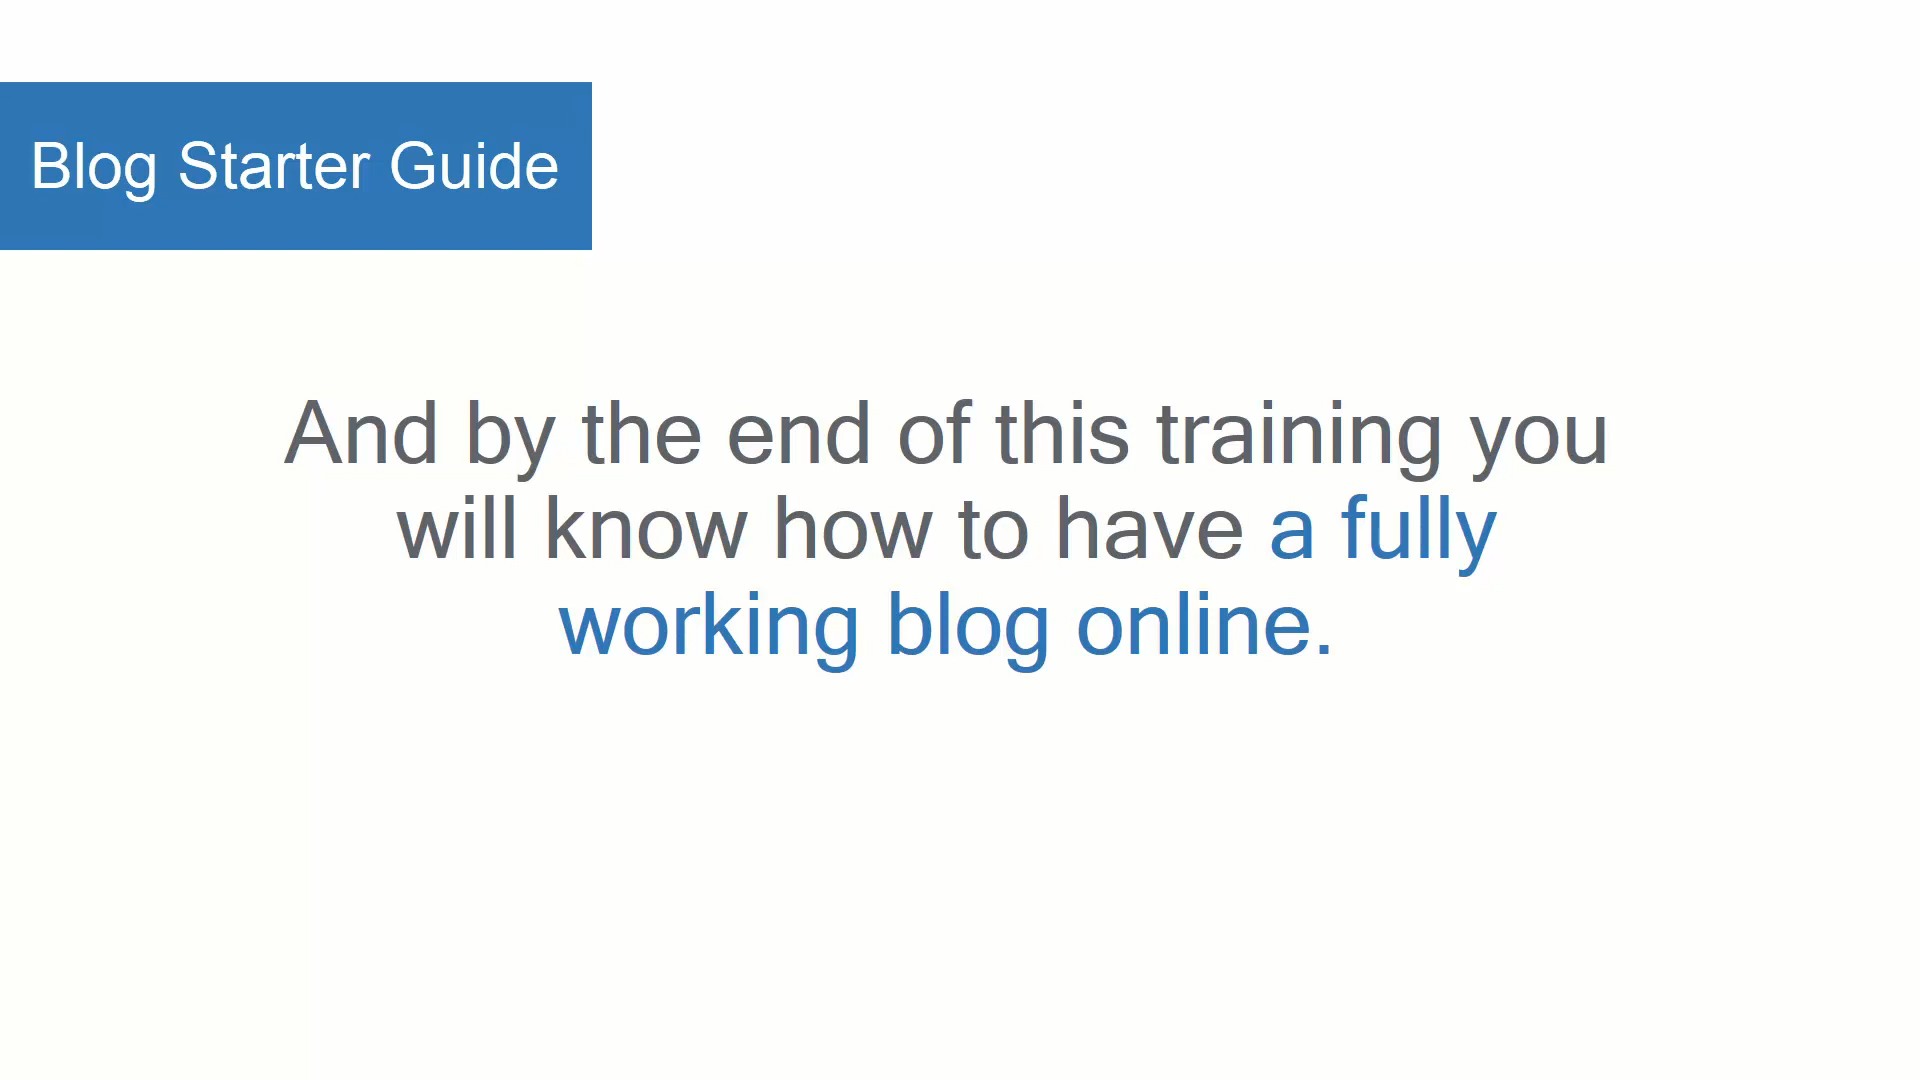 Blog Starter Guide
And by the end of this training you
will know how to have a fully
working blog online.